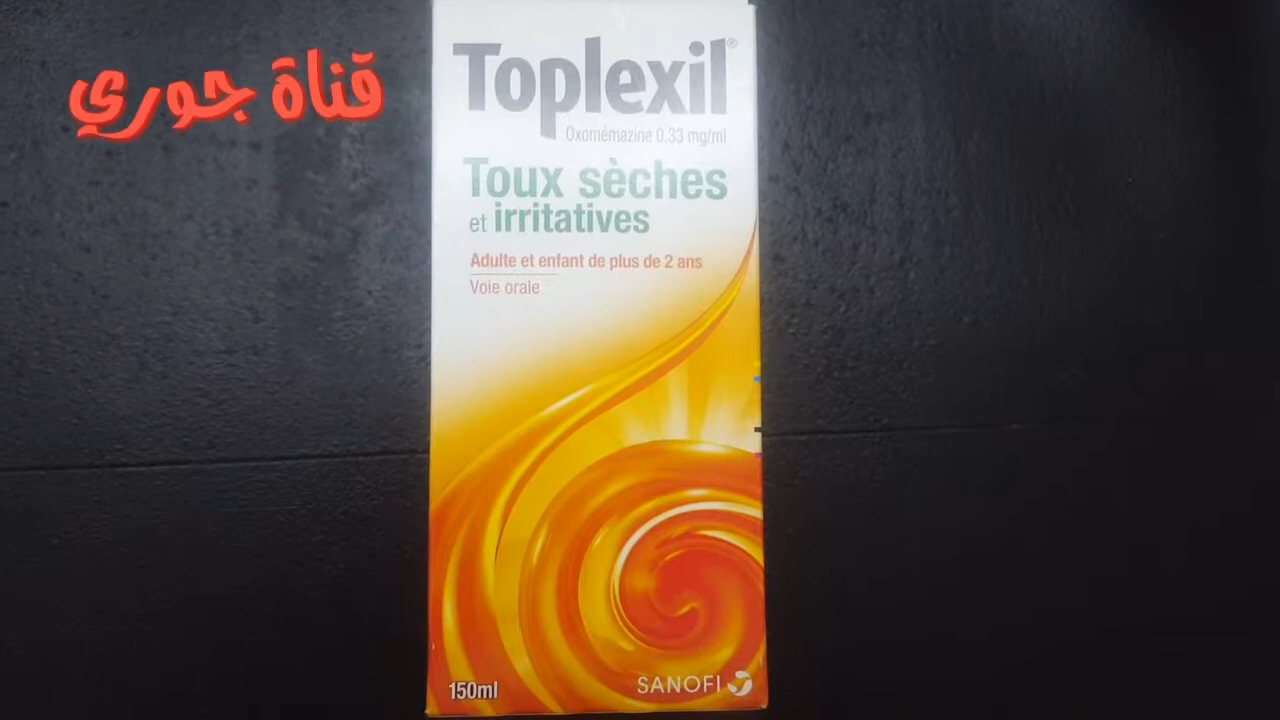 قناة جوري
Toplexil®
Oxomémazine 0.33 mg/ml
Toux sèches
et irritatives
Adulte et enfant de plus de 2 ans
Voie orale
150ml
SANOFI